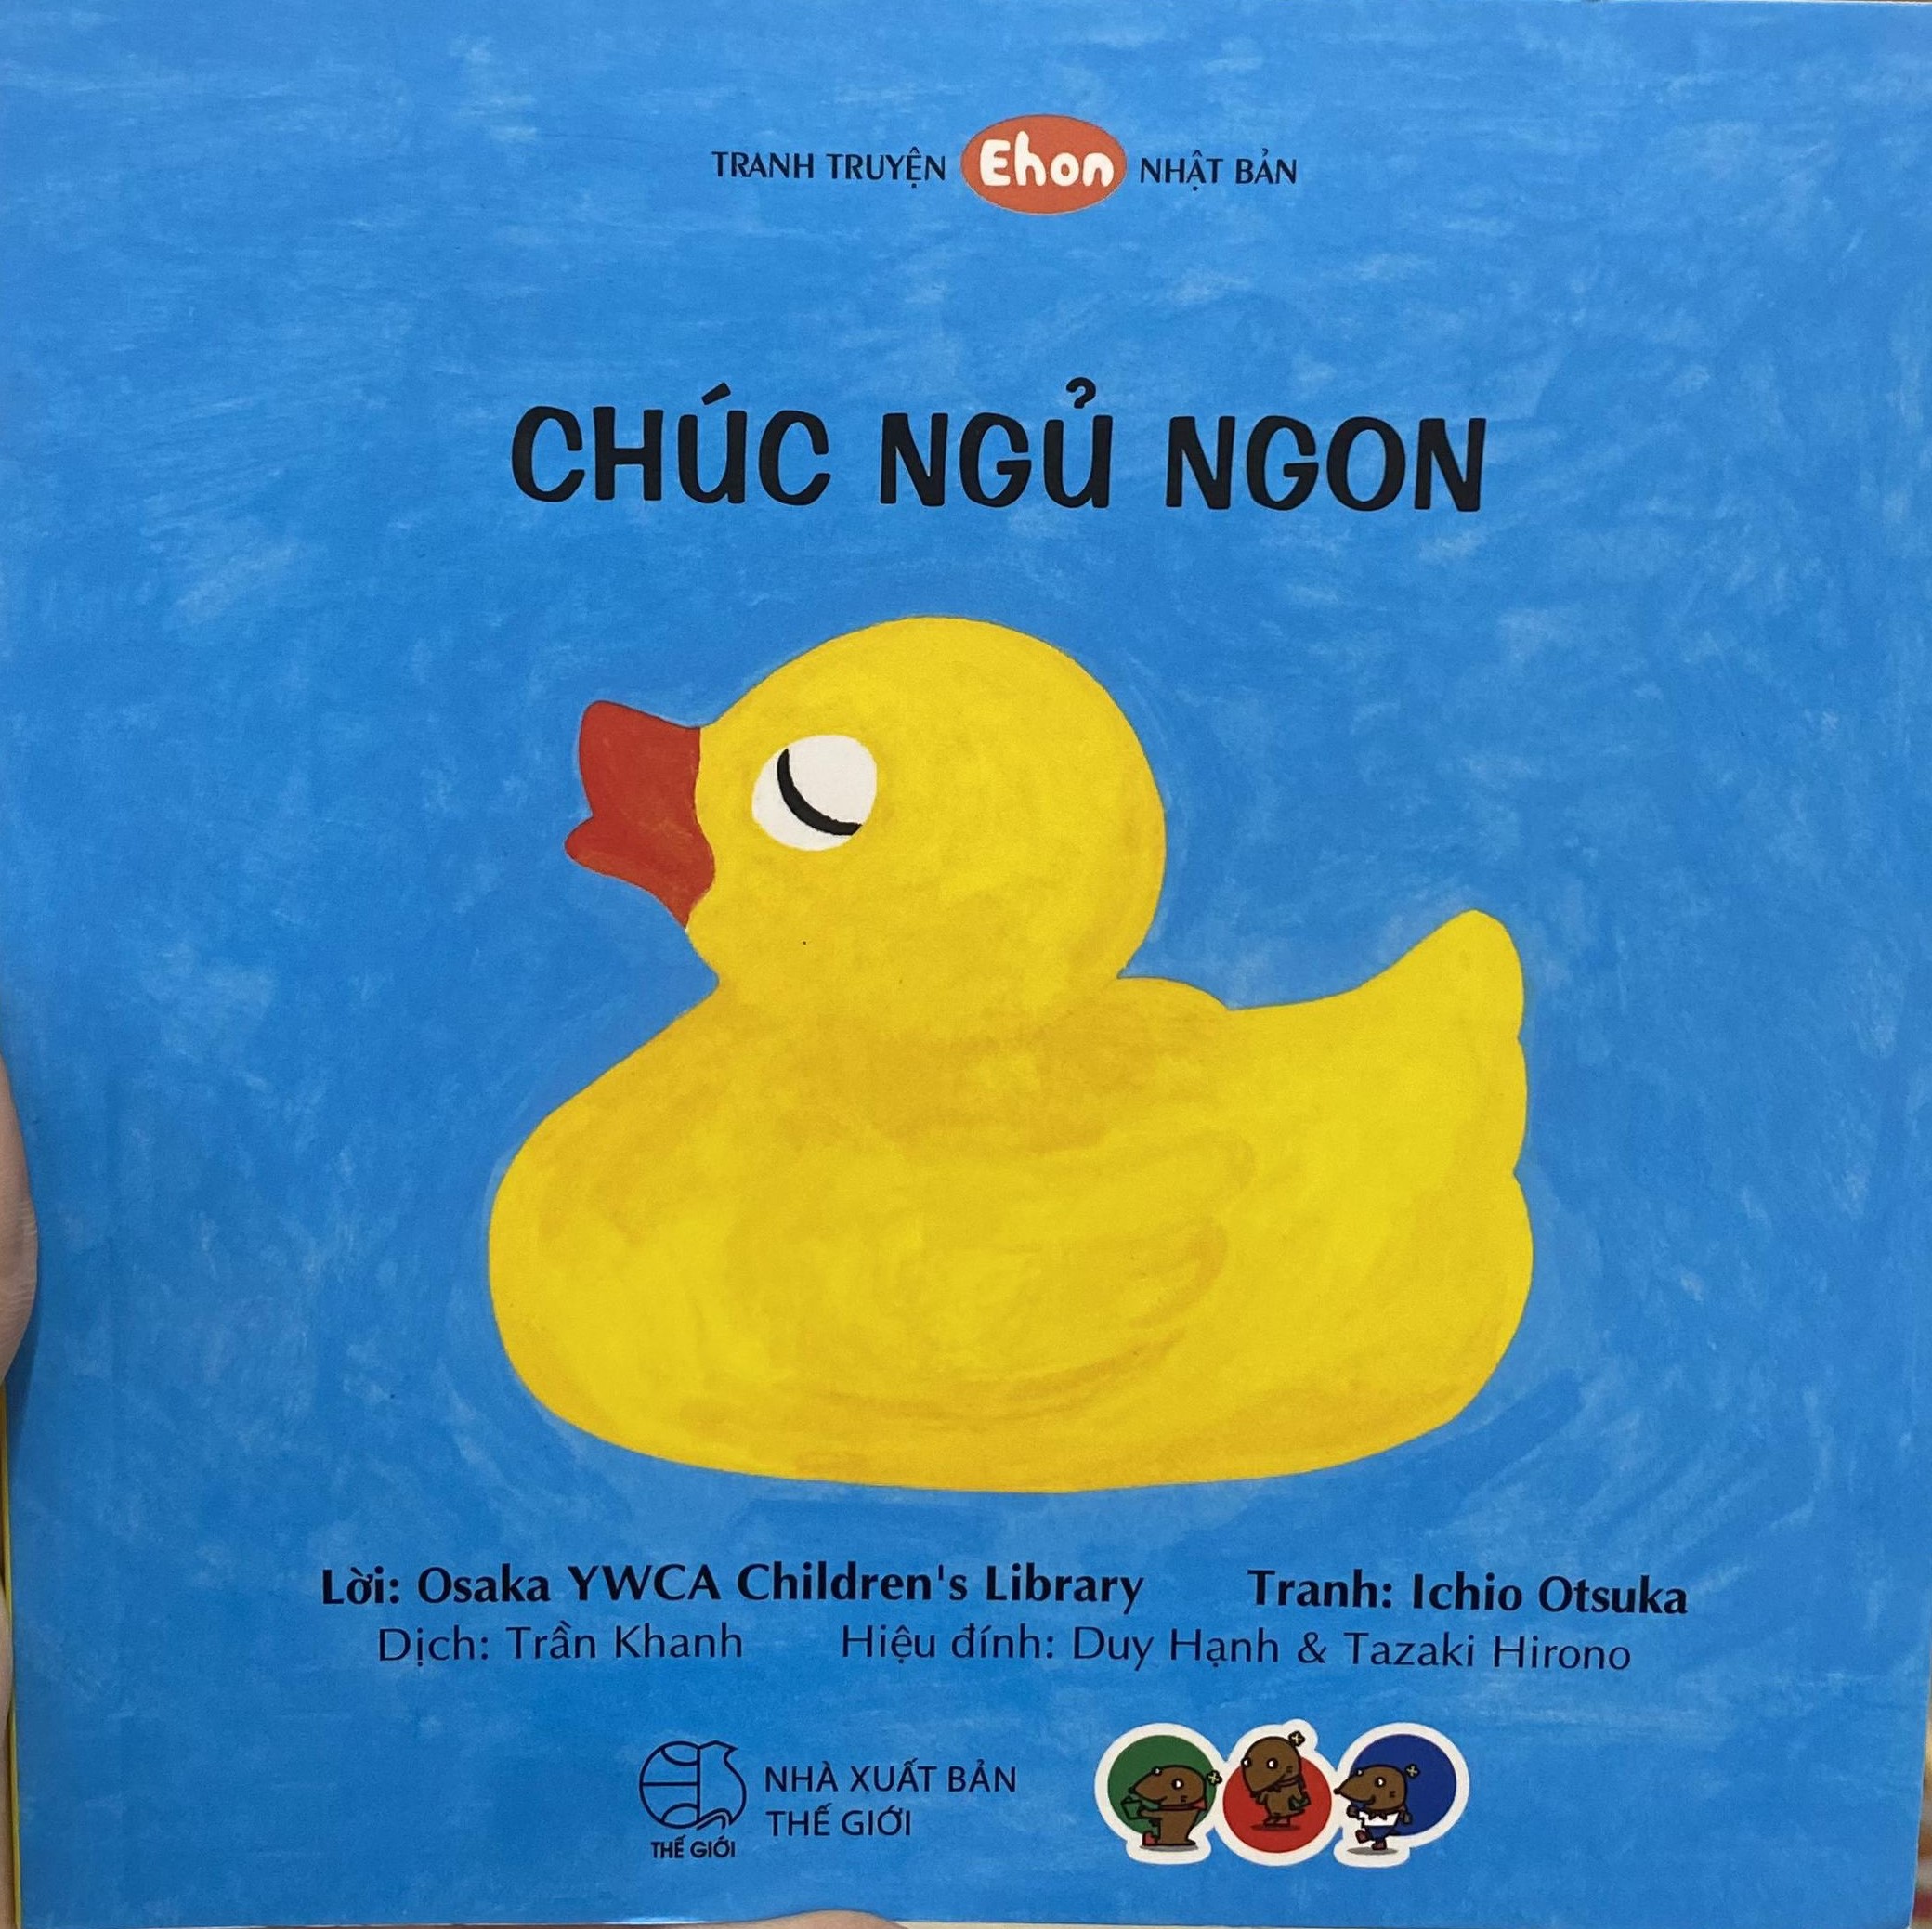 TRANH TRUYỆN Ehon NHẬT BẢN
CHÚC NGỦ NGON
Lời: Osaka YWCA Children's Library Tranh: Ichio Otsuka
Dịch: Trần Khanh Hiệu đính: Duy Hạnh & Tazaki Hirono
NHÀ XUẤT BẢN
THẾ GIỚI
THẾ GIỚI